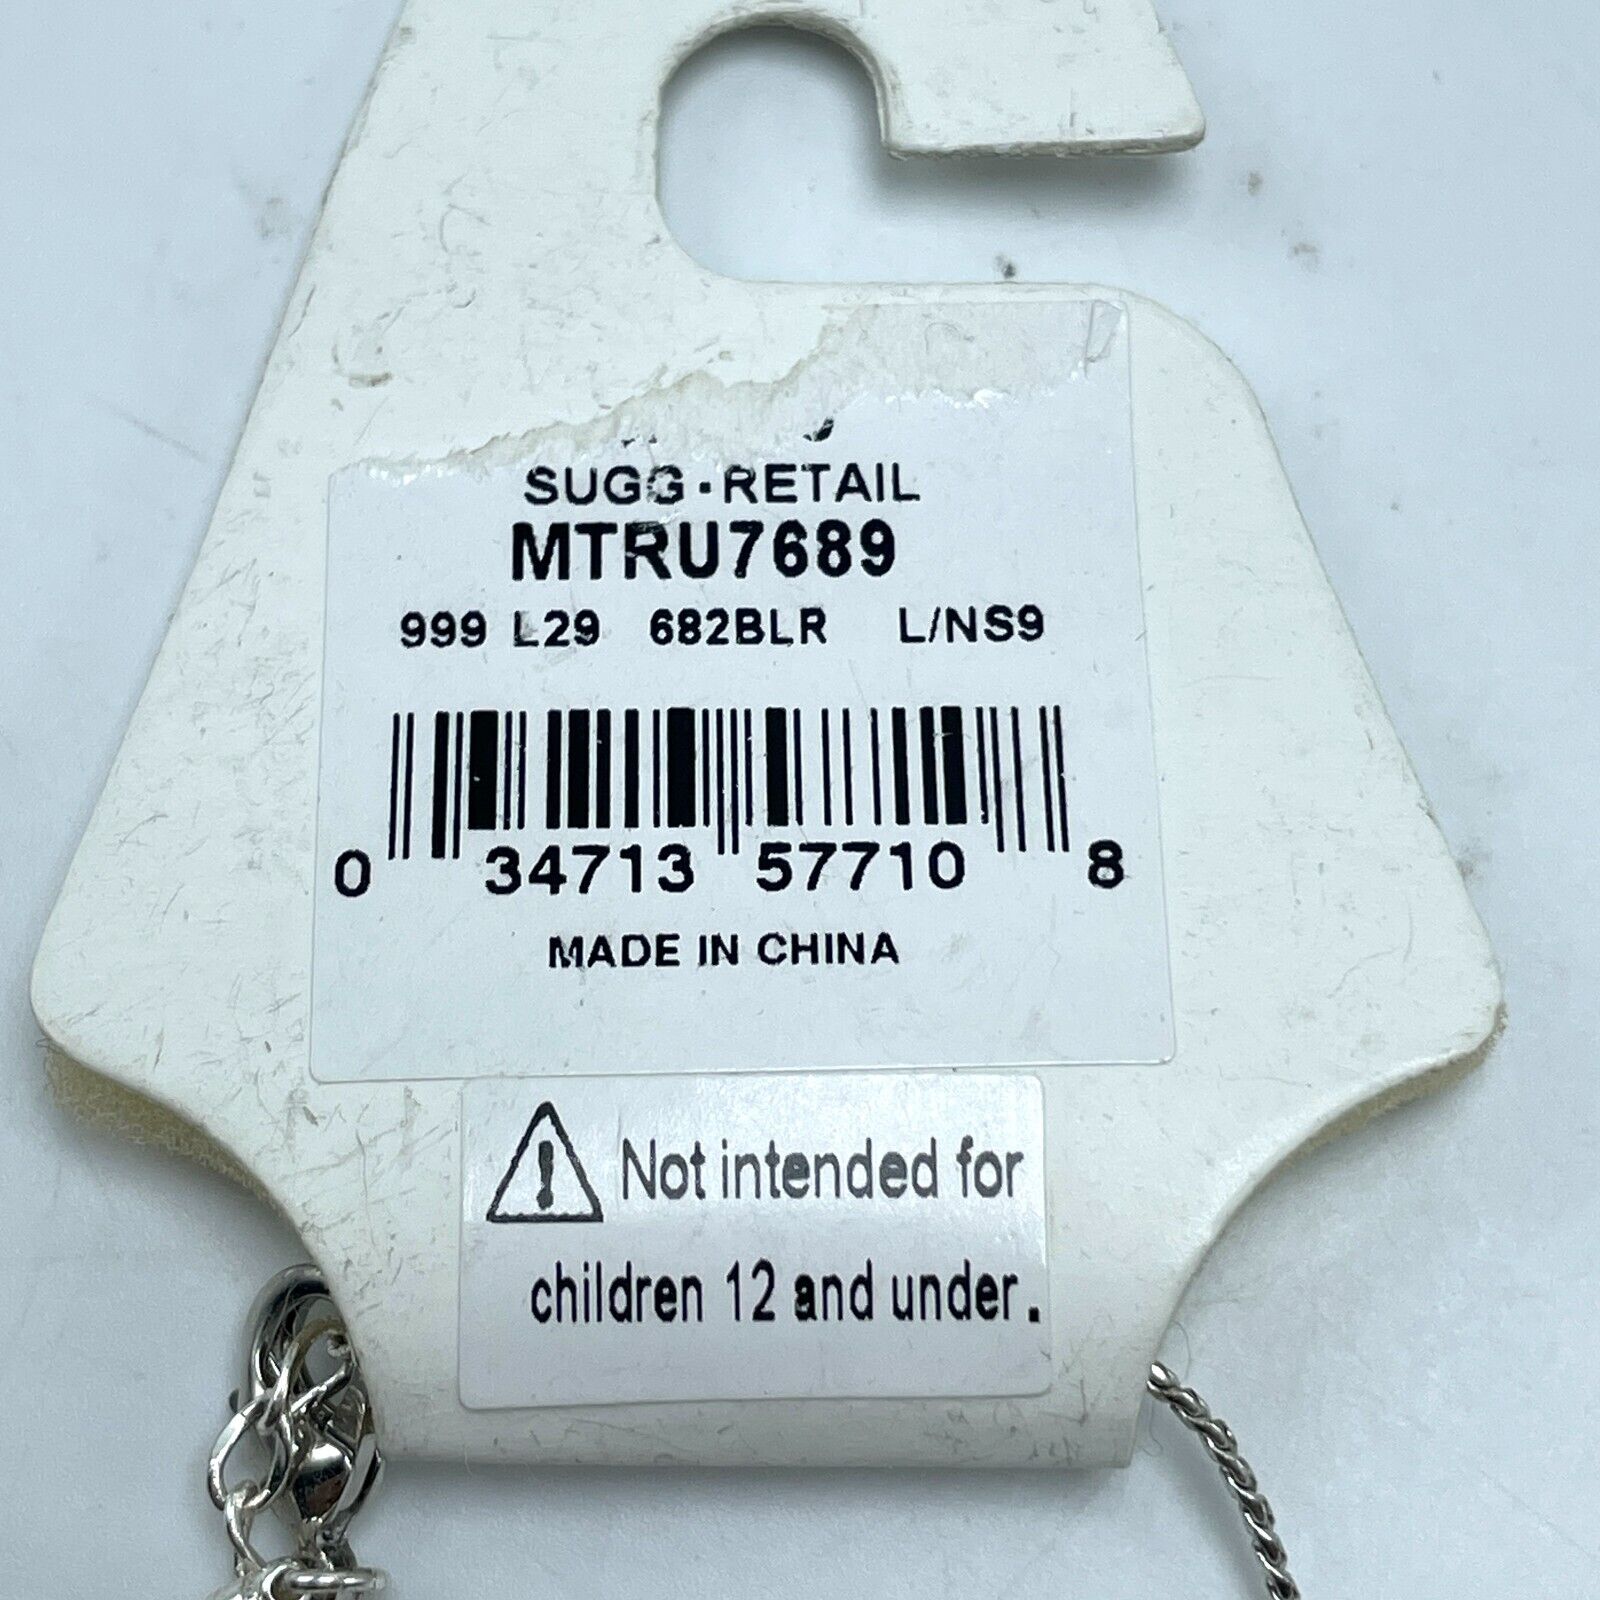 SUGG.RETAIL
MTRU7689
999 L29 682BLR L/NS9
0 34713 57710 8
MADE IN CHINA
Not intended for
children 12 and under.